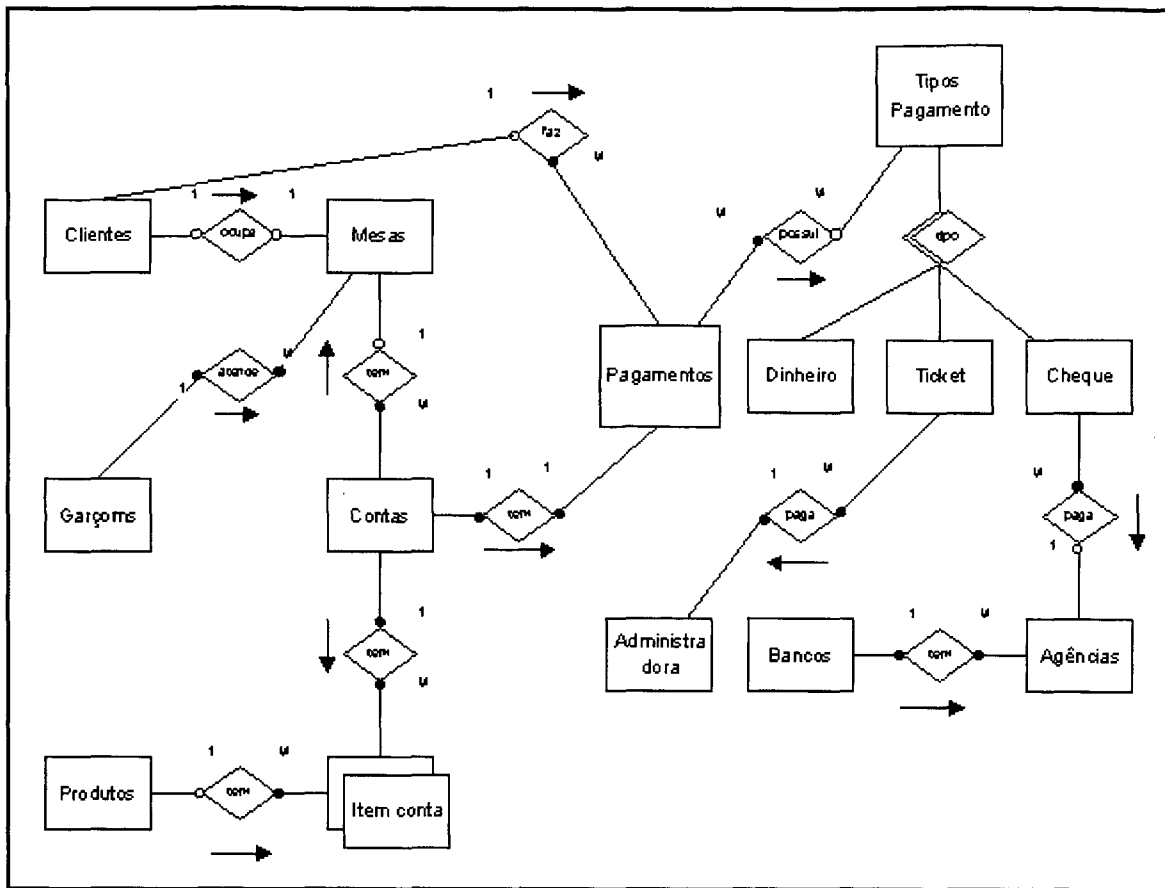 Tipos
Pagamento
1
faz
1
1
Clientes
ocupa
Mesas
possui
tipo
1
atende
1
tem
Pagamentos
Dinheiro
Ticket
Cheque
1
1
1
Garçoms
Contas
tem
paga
paga
1
1
tem
1
Administra
dora
Bancos
tem
Agências
1
Produtos
tem
Item conta